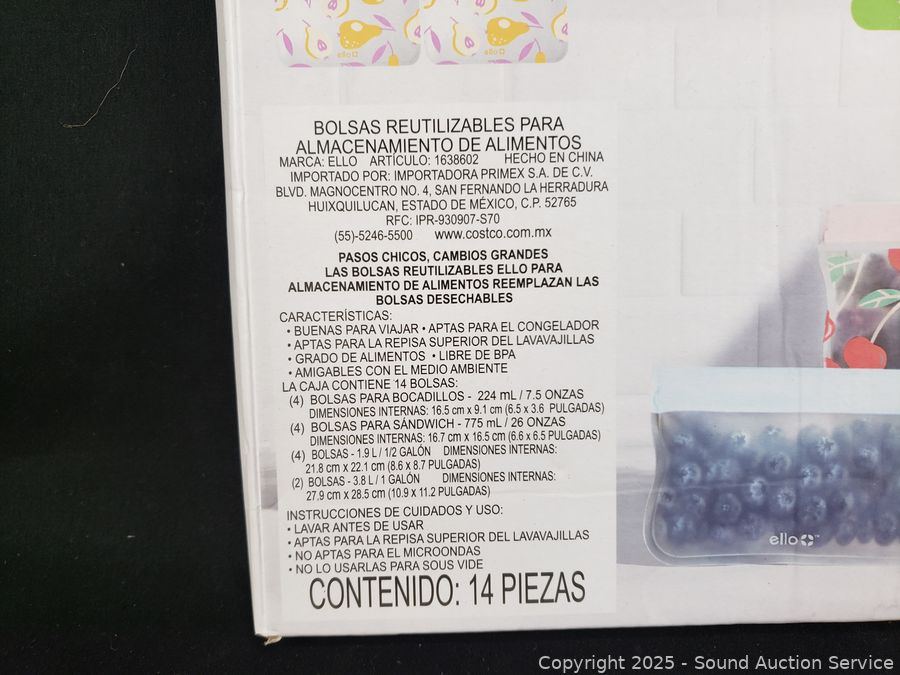 ello
BOLSAS REUTILIZABLES PARA
ALMACENAMIENTO DE ALIMENTOS
MARCA: ELLO ARTÍCULO: 1638602 HECHO EN CHINA
IMPORTADO POR: IMPORTADORA PRIMEX S.A. DE C.V.
BLVD. MAGNOCENTRO NO. 4, SAN FERNANDO LA HERRADURA
HUIXQUILUCAN, ESTADO DE MÉXICO, C.P. 52765
RFC: IPR-930907-S70
(55)-5246-5500 www.costco.com.mx
PASOS CHICOS, CAMBIOS GRANDES
LAS BOLSAS REUTILIZABLES ELLO PARA
ALMACENAMIENTO DE ALIMENTOS REEMPLAZAN LAS
BOLSAS DESECHABLES
CARACTERÍSTICAS:
• BUENAS PARA VIAJAR • APTAS PARA EL CONGELADOR
• APTAS PARA LA REPISA SUPERIOR DEL LAVAVAJILLAS
• GRADO DE ALIMENTOS • LIBRE DE BPA
• AMIGABLES CON EL MEDIO AMBIENTE
LA CAJA CONTIENE 14 BOLSAS:
(4) BOLSAS PARA BOCADILLOS - 224 mL / 7.5 ONZAS
DIMENSIONES INTERNAS: 16.5 cm x 9.1 cm (6.5 x 3.6 PULGADAS)
(4) BOLSAS PARA SÁNDWICH - 775 mL / 26 ONZAS
DIMENSIONES INTERNAS: 16.7 cm x 16.5 cm (6.6 x 6.5 PULGADAS)
(4) BOLSAS - 1.9 L / 1/2 GALÓN DIMENSIONES INTERNAS:
21.8 cm x 22.1 cm (8.6 x 8.7 PULGADAS)
(2) BOLSAS - 3.8 L / 1 GALÓN DIMENSIONES INTERNAS:
27.9 cm x 28.5 cm (10.9 x 11.2 PULGADAS)
INSTRUCCIONES DE CUIDADOS Y USO:
• LAVAR ANTES DE USAR
• APTAS PARA LA REPISA SUPERIOR DEL LAVAVAJILLAS
• NO APTAS PARA EL MICROONDAS
• NO LO USARLAS PARA SOUS VIDE
CONTENIDO: 14 PIEZAS
ello
Copyright 2025 - Sound Auction Service